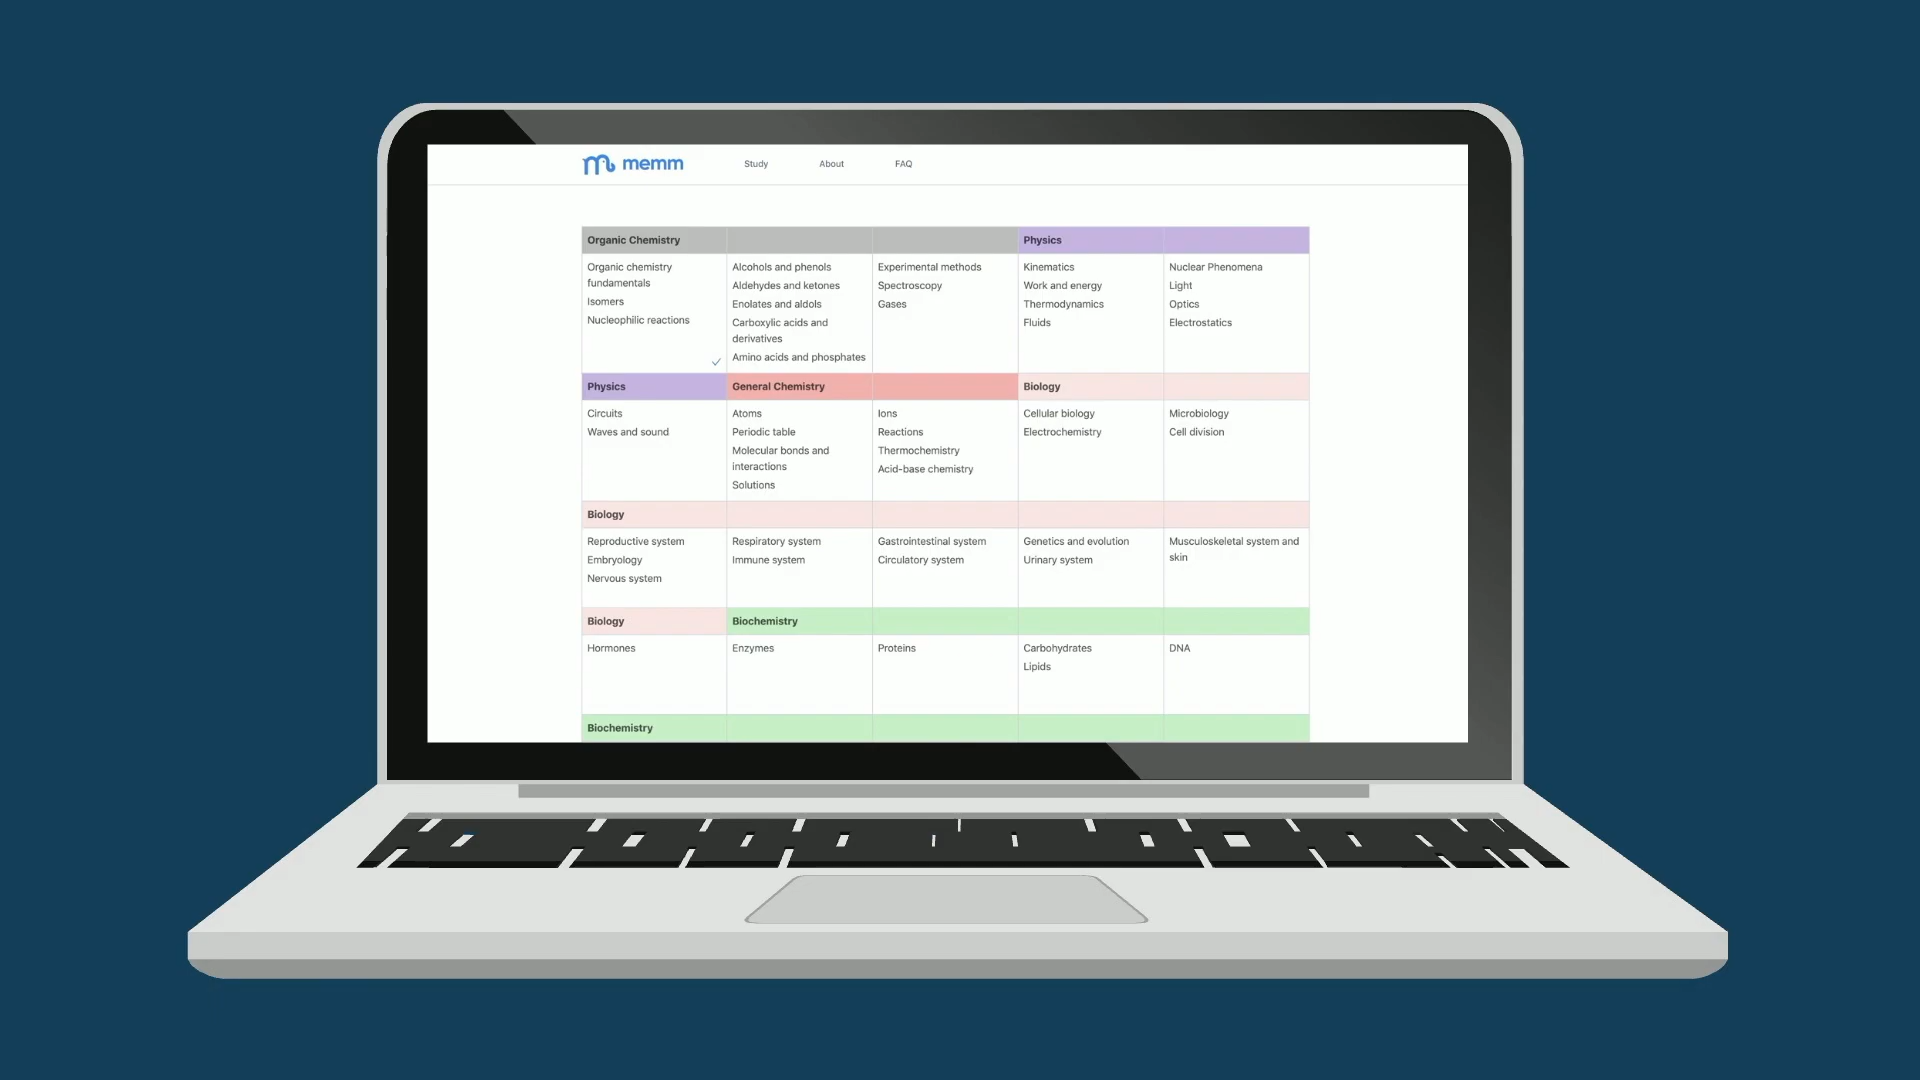 memm Study About FAQ
Organic Chemistry
Physics
Organic chemistry
fundamentals
Isomers
Nucleophilic reactions
Alcohols and phenols
Aldehydes and ketones
Enolates and aldols
Carboxylic acids and
derivatives
Amino acids and phosphates
Experimental methods
Spectroscopy
Gases
Kinematics
Work and energy
Thermodynamics
Fluids
Nuclear Phenomena
Light
Optics
Electrostatics
Physics
General Chemistry
Biology
Circuits
Waves and sound
Atoms
Periodic table
Molecular bonds and
interactions
Solutions
Ions
Reactions
Thermochemistry
Acid-base chemistry
Cellular biology
Electrochemistry
Microbiology
Cell division
Biology
Reproductive system
Embryology
Nervous system
Respiratory system
Immune system
Gastrointestinal system
Circulatory system
Genetics and evolution
Urinary system
Musculoskeletal system and
skin
Biology
Biochemistry
Hormones
Enzymes
Proteins
Carbohydrates
Lipids
DNA
Biochemistry